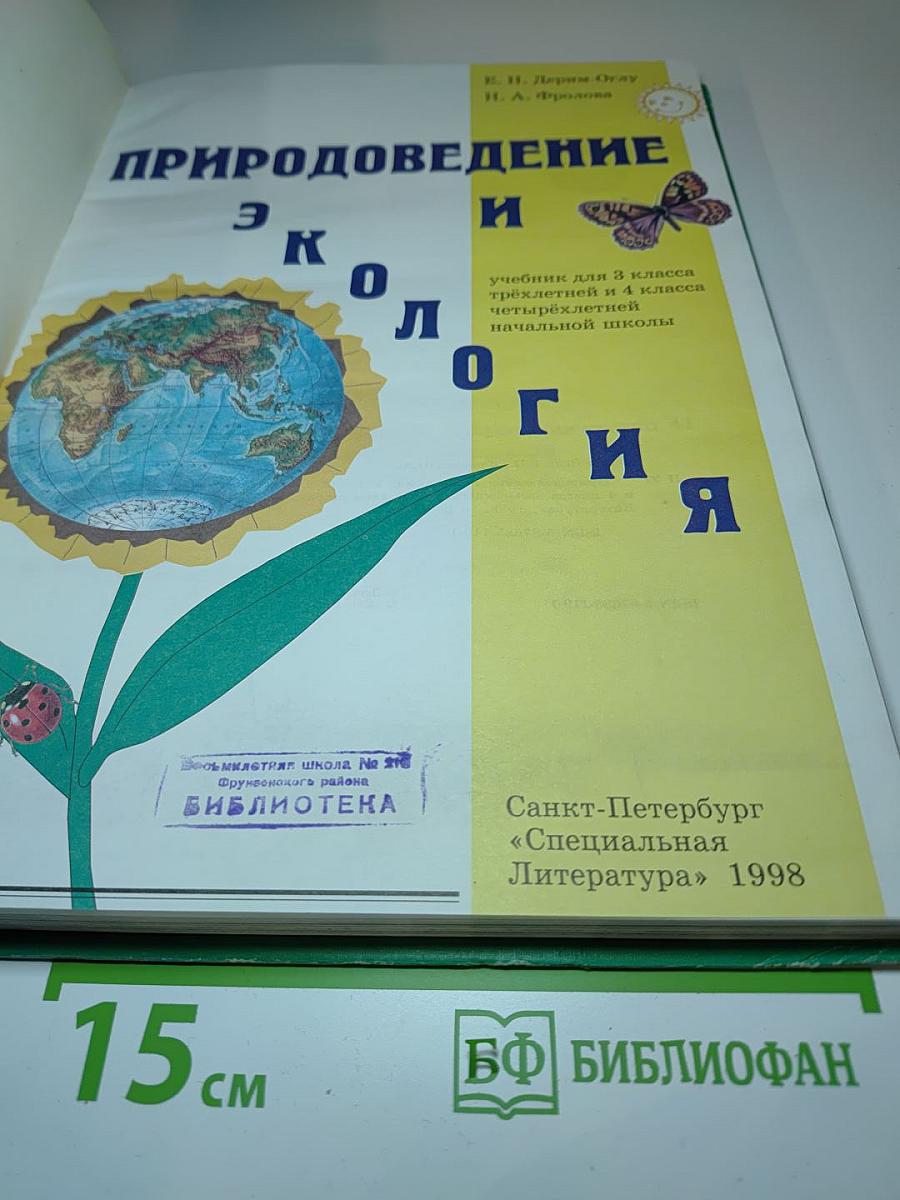 Е. Н. Дерим-Оглу
Н. А. Фролова
ПРИРОДОВЕДЕНИЕ
И
ЭКОЛОГИЯ
учебник для 3 класса
трёхлетней и 4 класса
четырёхлетней
начальной школы
Восьмилетняя школа №
Фрунзенского района
БИБЛИОТЕКА
Санкт-Петербург
«Специальная
Литература» 1998
15 см
БФ БИБЛИОФАН